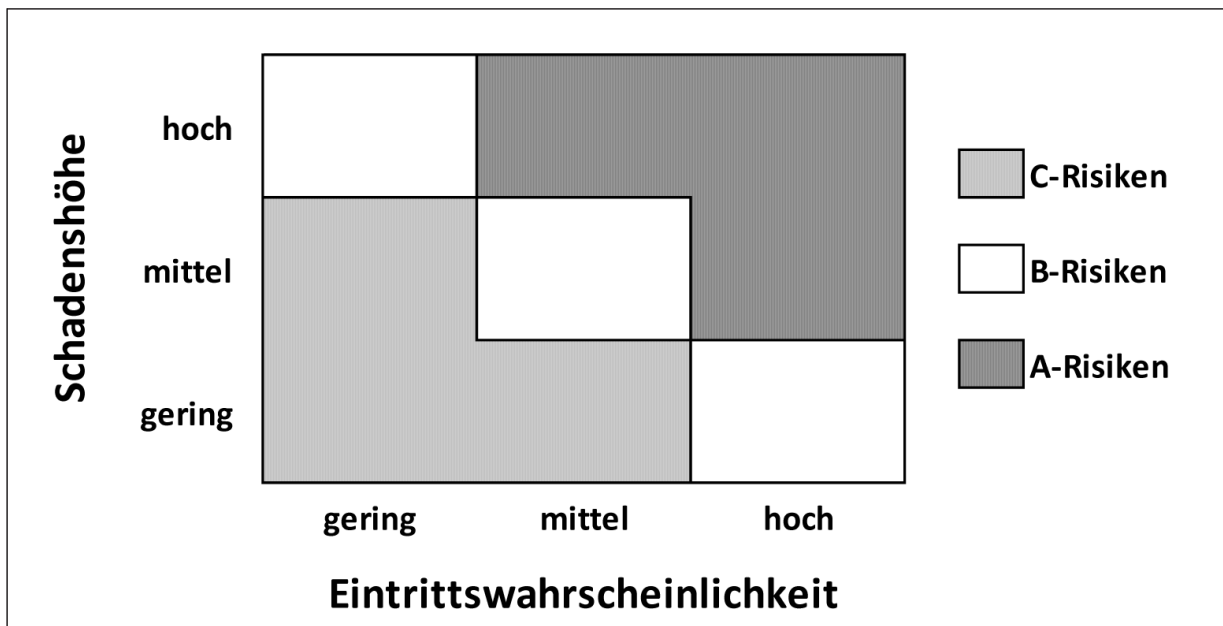 Schadenshöhe
hoch
mittel
gering
gering mittel hoch
Eintrittswahrscheinlichkeit
C-Risiken
B-Risiken
A-Risiken